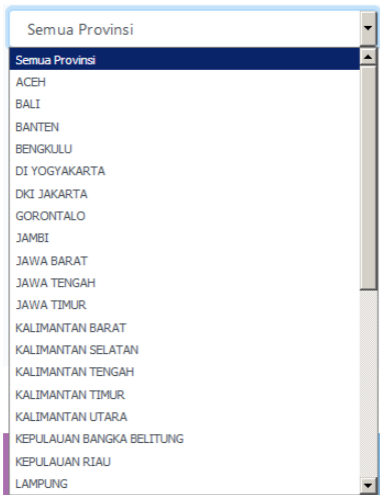 Semua Provinsi
Semua Provinsi
ACEH
BALI
BANTEN
BENGKULU
DI YOGYAKARTA
DKI JAKARTA
GORONTALO
JAMBI
JAWA BARAT
JAWA TENGAH
JAWA TIMUR
KALIMANTAN BARAT
KALIMANTAN SELATAN
KALIMANTAN TENGAH
KALIMANTAN TIMUR
KALIMANTAN UTARA
KEPULAUAN BANGKA BELITUNG
KEPULAUAN RIAU
LAMPUNG